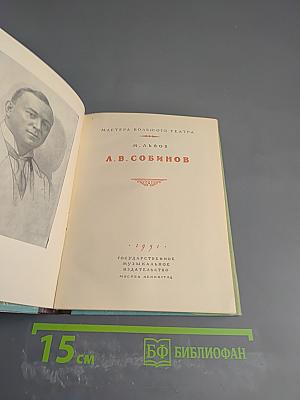 МАСТЕРА БОЛЬШОГО ТЕАТРА
М. ЛЬВОВ
Л. В. СОБИНОВ
· 1951 ·
ГОСУДАРСТВЕННОЕ
МУЗЫКАЛЬНОЕ
ИЗДАТЕЛЬСТВО
МОСКВА ЛЕНИНГРАД
15 см
БФ БИБЛИОФАН